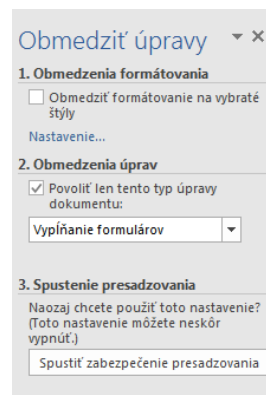 Obmedziť úpravy
1. Obmedzenia formátovania
Obmedziť formátovanie na vybraté
štýly
Nastavenie...
2. Obmedzenia úprav
Povoliť len tento typ úpravy
dokumentu:
Vypĺňanie formulárov
3. Spustenie presadzovania
Naozaj chcete použiť toto nastavenie?
(Toto nastavenie môžete neskôr
vypnúť.)
Spustiť zabezpečenie presadzovania